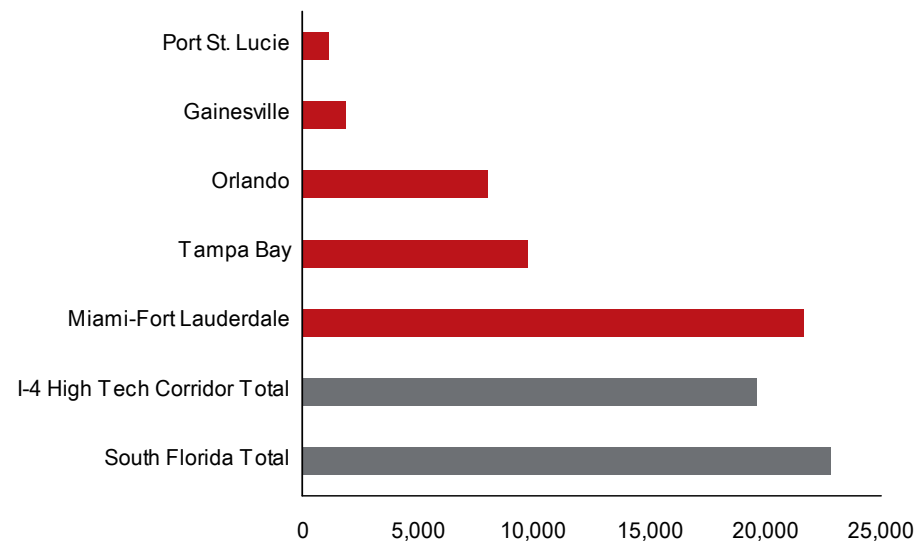 Port St. Lucie
Gainesville
Orlando
Tampa Bay
Miami-Fort Lauderdale
I-4 High Tech Corridor Total
South Florida Total
0 5,000 10,000 15,000 20,000 25,000